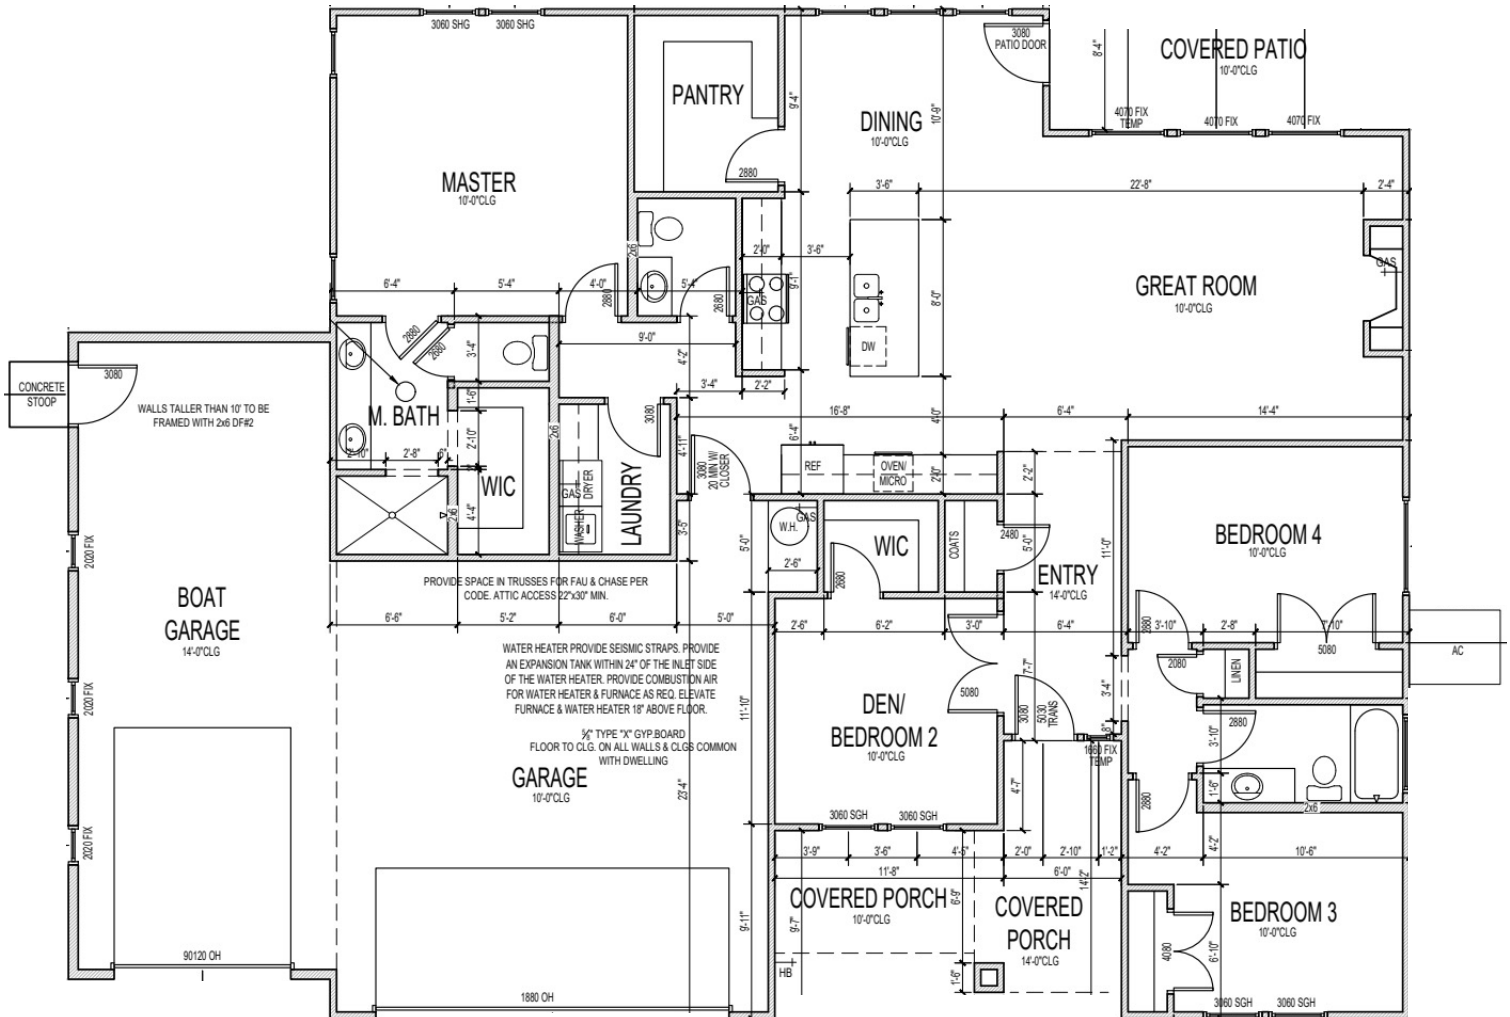 3060 SHG
3060 SHG
3080
PATIO DOOR
8'-4"
COVERED PATIO
10'-0"CLG
4070 FIX
TEMP
4070 FIX
4070 FIX
PANTRY
9'-4"
DINING
10'-0"CLG
10'-9"
2880
MASTER
10'-0"CLG
3'-6"
22'-8"
2'-4"
2x6
2'-0"
3'-6"
9'-1"
GAS
GREAT ROOM
10'-0"CLG
6'-4"
5'-4"
4'-0"
5'-4"
GAS
8'-0"
2880
2680
2880
2680
3'-4"
9'-0"
4'-2"
DW
3080
CONCRETE
STOOP
WALLS TALLER THAN 10' TO BE
FRAMED WITH 2x6 DF#2
M. BATH
1'-6"
3'-4"
2'-2"
16'-8"
6'-4"
14'-4"
4'-0"
3080
2x6
2'-10"
2'-8"
6"
2'-10"
4'-11"
3080
20 MIN W/
CLOSER
6'-4"
REF
OVEN/
MICRO
2'-0"
2'-2"
WIC
GAS
DRYER
WASHER
LAUNDRY
4'-4"
2x6
3'-5"
5'-0"
W.H.
GAS
2'-6"
WIC
2680
COATS
2480
5'-0"
11'-0"
BEDROOM 4
10'-0"CLG
2020 FIX
PROVIDE SPACE IN TRUSSES FOR FAU & CHASE PER
CODE. ATTIC ACCESS 22"x30" MIN.
ENTRY
14'-0"CLG
BOAT
GARAGE
14'-0"CLG
6'-6"
5'-2"
6'-0"
5'-0"
2'-6"
6'-2"
3'-0"
6'-4"
2880
3'-10"
2'-8"
7'-10"
5080
AC
WATER HEATER PROVIDE SEISMIC STRAPS. PROVIDE
AN EXPANSION TANK WITHIN 24" OF THE INLET SIDE
OF THE WATER HEATER. PROVIDE COMBUSTION AIR
FOR WATER HEATER & FURNACE AS REQ. ELEVATE
FURNACE & WATER HEATER 18" ABOVE FLOOR.
2020 FIX
11'-10"
DEN/
BEDROOM 2
10'-0"CLG
5080
7'-7"
3080
5030
TRANS
3'-4"
8"
2080
LINEN
2880
3'-10"
⅝" TYPE "X" GYP.BOARD
FLOOR TO CLG. ON ALL WALLS & CLGS COMMON
WITH DWELLING
1660 FIX
TEMP
GARAGE
10'-0"CLG
23'-4"
4'-7"
2880
1'-6"
2x6
2020 FIX
3060 SGH
3060 SGH
3'-9"
3'-6"
4'-5"
2'-0"
2'-10"
1'-2"
4'-2"
4'-2"
10'-6"
11'-8"
6'-0"
14'-2"
COVERED PORCH
10'-0"CLG
6'-9"
9'-7"
9'-11"
COVERED
PORCH
14'-0"CLG
BEDROOM 3
10'-0"CLG
4080
6'-10"
90120 OH
HB
1'-6"
1880 OH
3060 SGH
3060 SGH